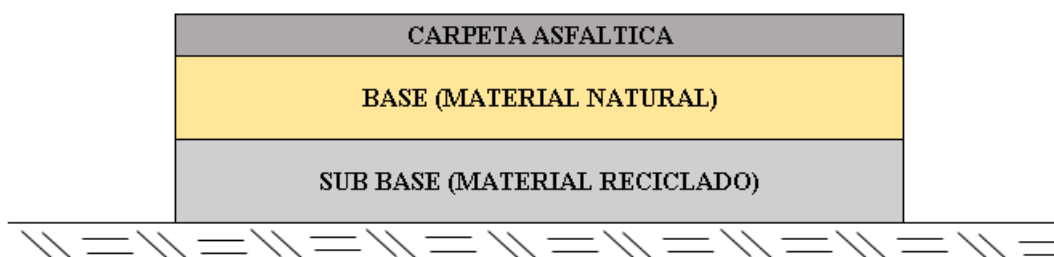 CARPETA ASFALTICA
BASE (MATERIAL NATURAL)
SUB BASE (MATERIAL RECICLADO)